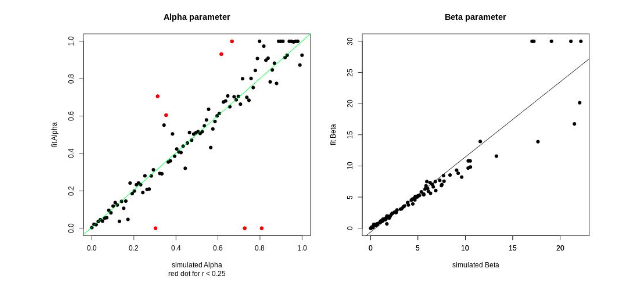 Alpha parameter
fit.Alpha
0.0 0.2 0.4 0.6 0.8 1.0
0.0 0.2 0.4 0.6 0.8 1.0
simulated Alpha
red dot for r < 0.25
Beta parameter
fit.Beta
0 5 10 15 20 25 30
0 5 10 15 20
simulated Beta